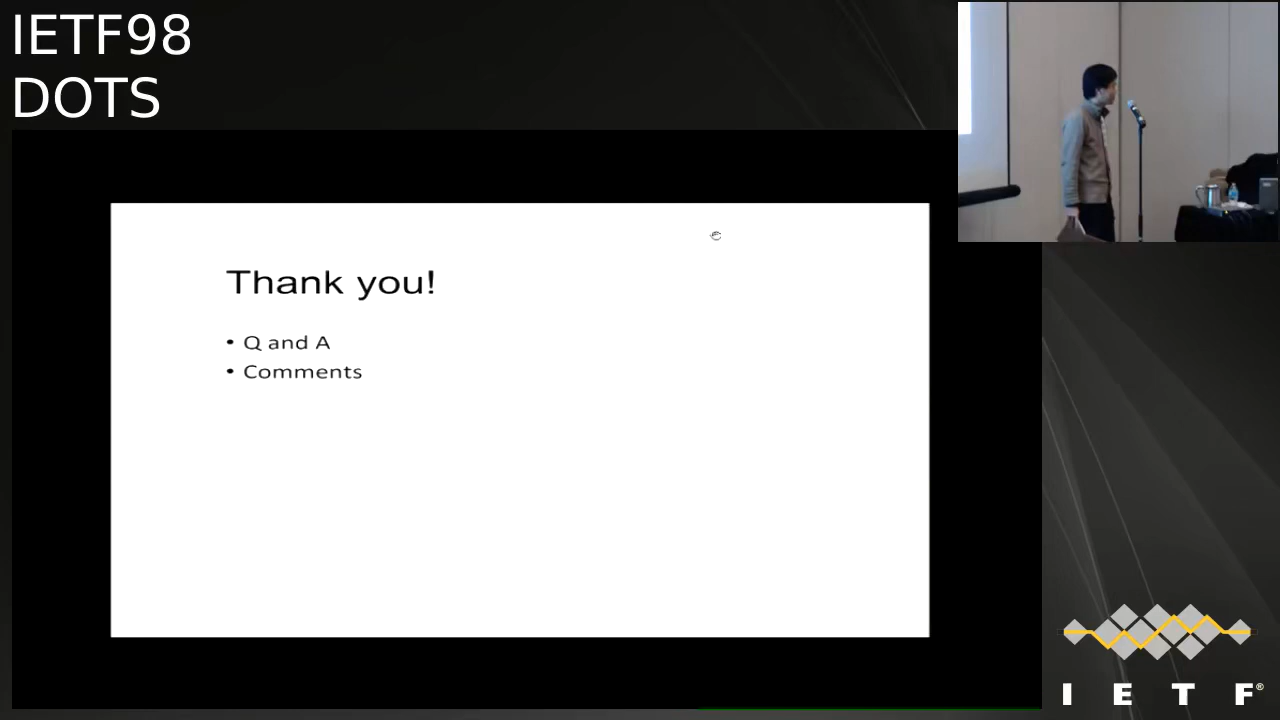 IETF98
DOTS
Thank you!
• Q and A
• Comments
I E T F®